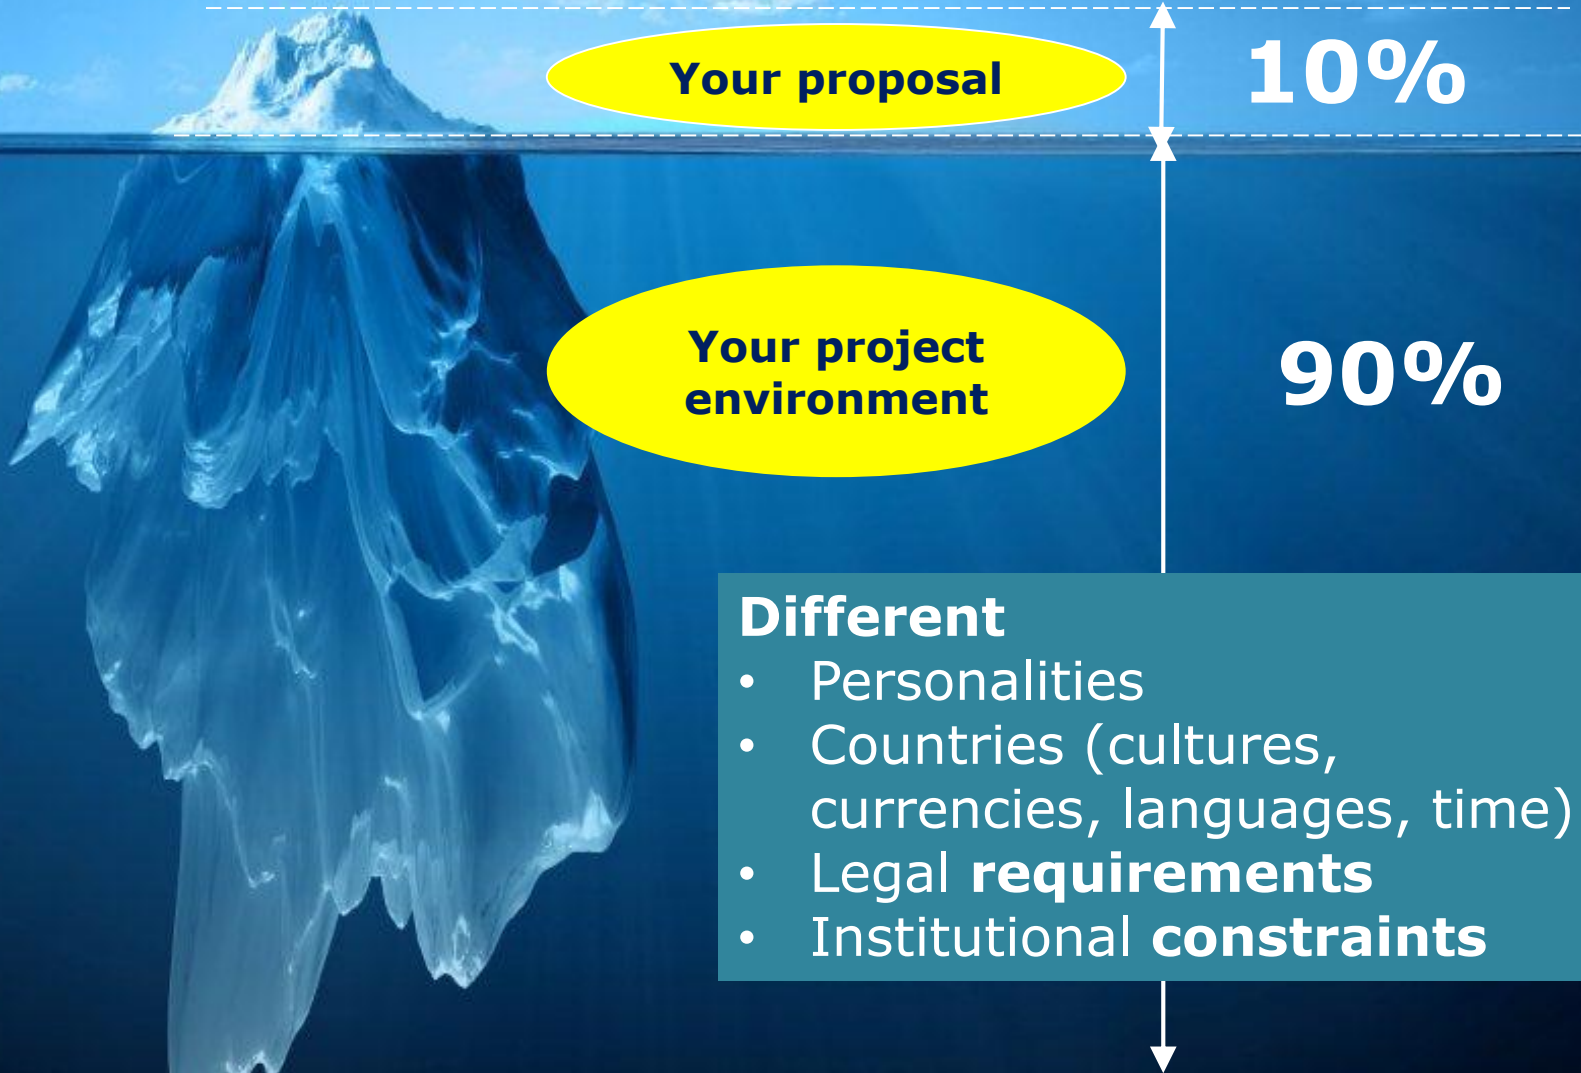 Your proposal
10%
Your project
environment
90%
Different
• Personalities
• Countries (cultures,
currencies, languages, time)
• Legal requirements
• Institutional constraints